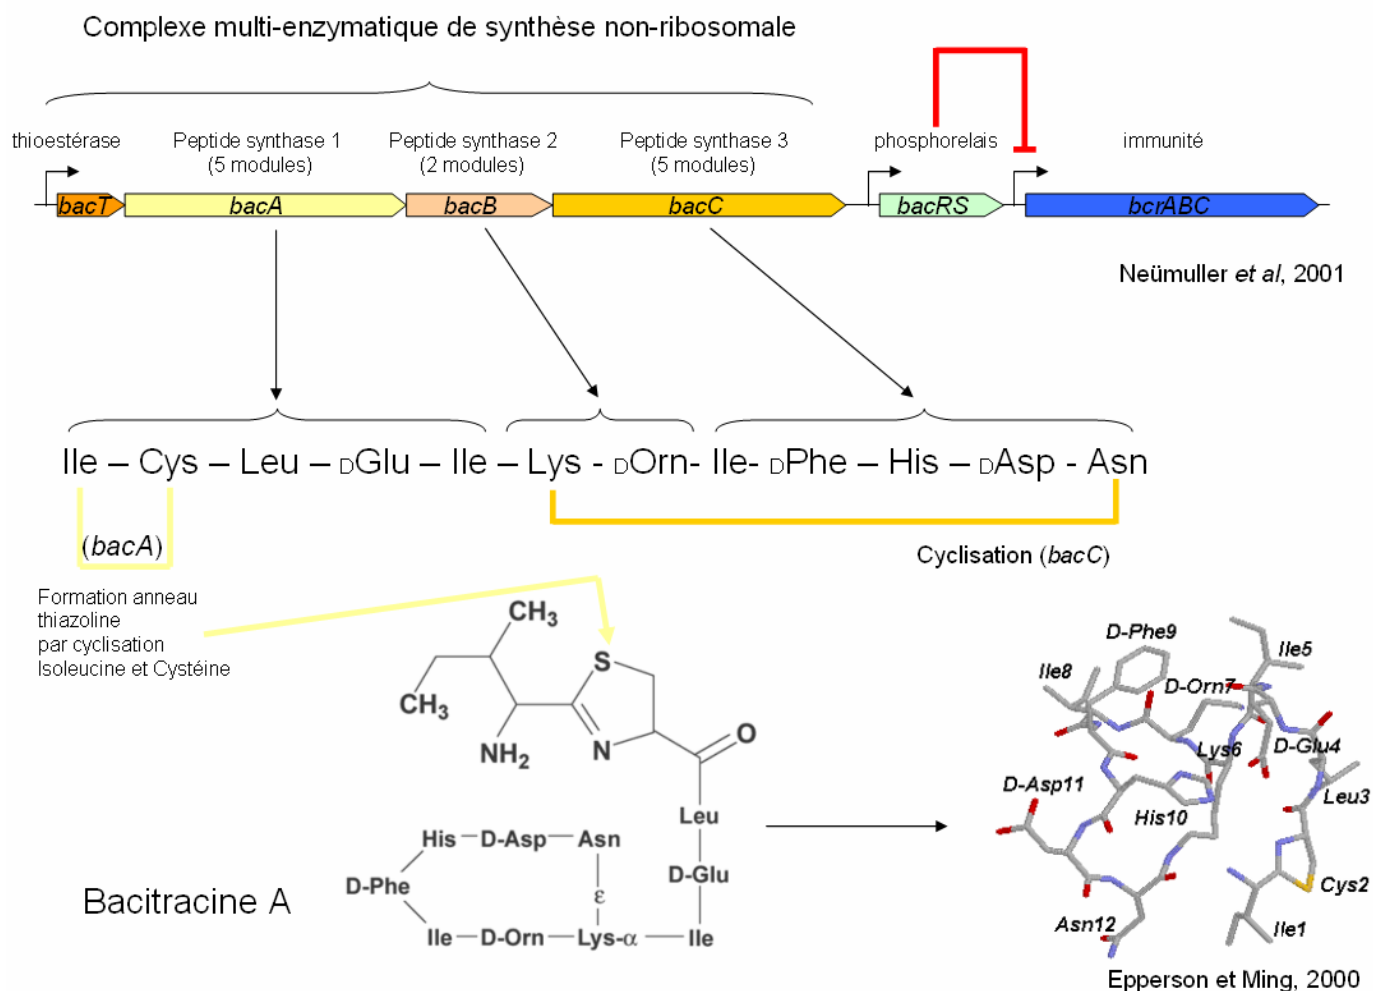 Complexe multi-enzymatique de synthèse non-ribosomale
thioestérase
Peptide synthase 1
(5 modules)
Peptide synthase 2
(2 modules)
Peptide synthase 3
(5 modules)
phosphorelais
immunité
bacT
bacA
bacB
bacC
bacRS
bcrABC
Neümuller et al, 2001
Ile – Cys – Leu – DGlu – Ile – Lys - DOrn- Ile- DPhe – His – DAsp - Asn
(bacA)
Cyclisation (bacC)
Formation anneau
thiazoline
par cyclisation
Isoleucine et Cystéine
CH3
CH3
S
N
NH2
O
Leu
His D-Asp Asn
D-Phe
D-Glu
ε
Ile D-Orn Lys-α Ile
Bacitracine A
D-Phe9
Ile5
Ile8
D-Orn7
Lys6
D-Glu4
D-Asp11
Leu3
His10
Cys2
Asn12
Ile1
Epperson et Ming, 2000